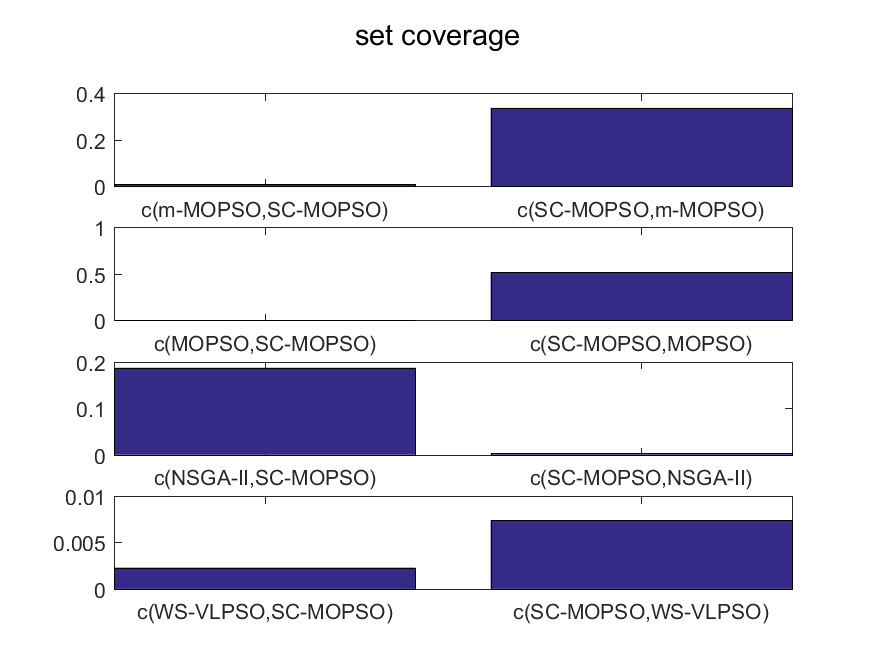 set coverage
0.4
0.2
0
c(m-MOPSO,SC-MOPSO) c(SC-MOPSO,m-MOPSO)
1
0.5
0
c(MOPSO,SC-MOPSO) c(SC-MOPSO,MOPSO)
0.2
0.1
0
c(NSGA-II,SC-MOPSO) c(SC-MOPSO,NSGA-II)
0.01
0.005
0
c(WS-VLPSO,SC-MOPSO) c(SC-MOPSO,WS-VLPSO)